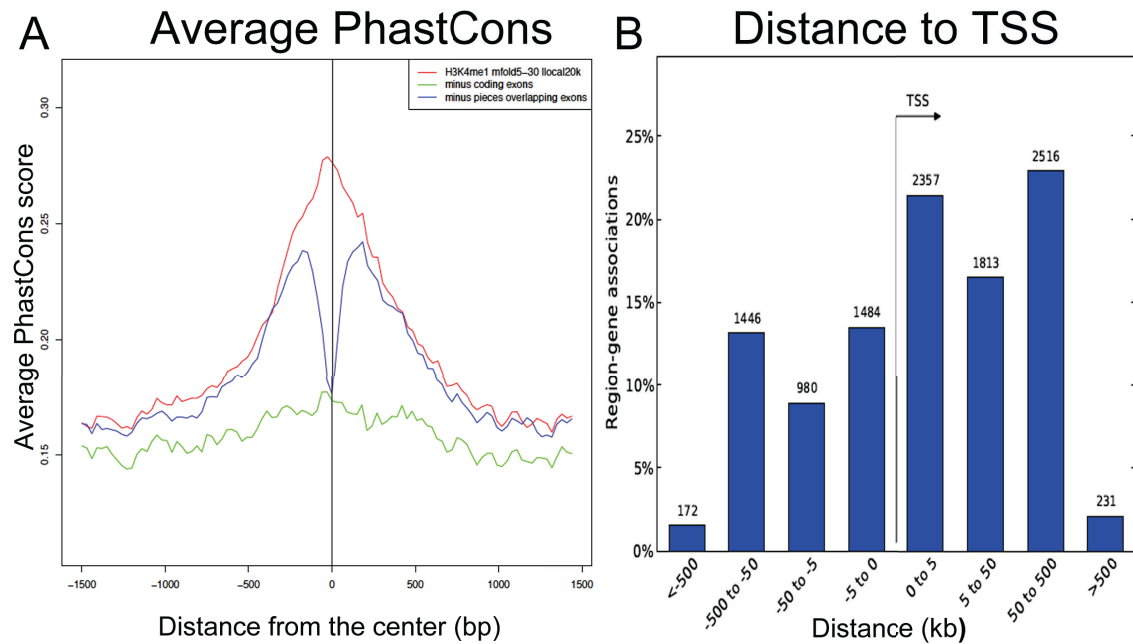 A Average PhastCons
H3K4me1 mfold5-30 llocal20k
minus coding exons
minus pieces overlapping exons
Average PhastCons score
0.30
0.25
0.20
0.15
-1500 -1000 -500 0 500 1000 1500
Distance from the center (bp)
B Distance to TSS
TSS
Region-gene associations
25%
20%
15%
10%
5%
0%
172
1446
980
1484
2357
1813
2516
231
<-500
-500 to -50
-50 to -5
-5 to 0
0 to 5
5 to 50
50 to 500
>500
Distance (kb)